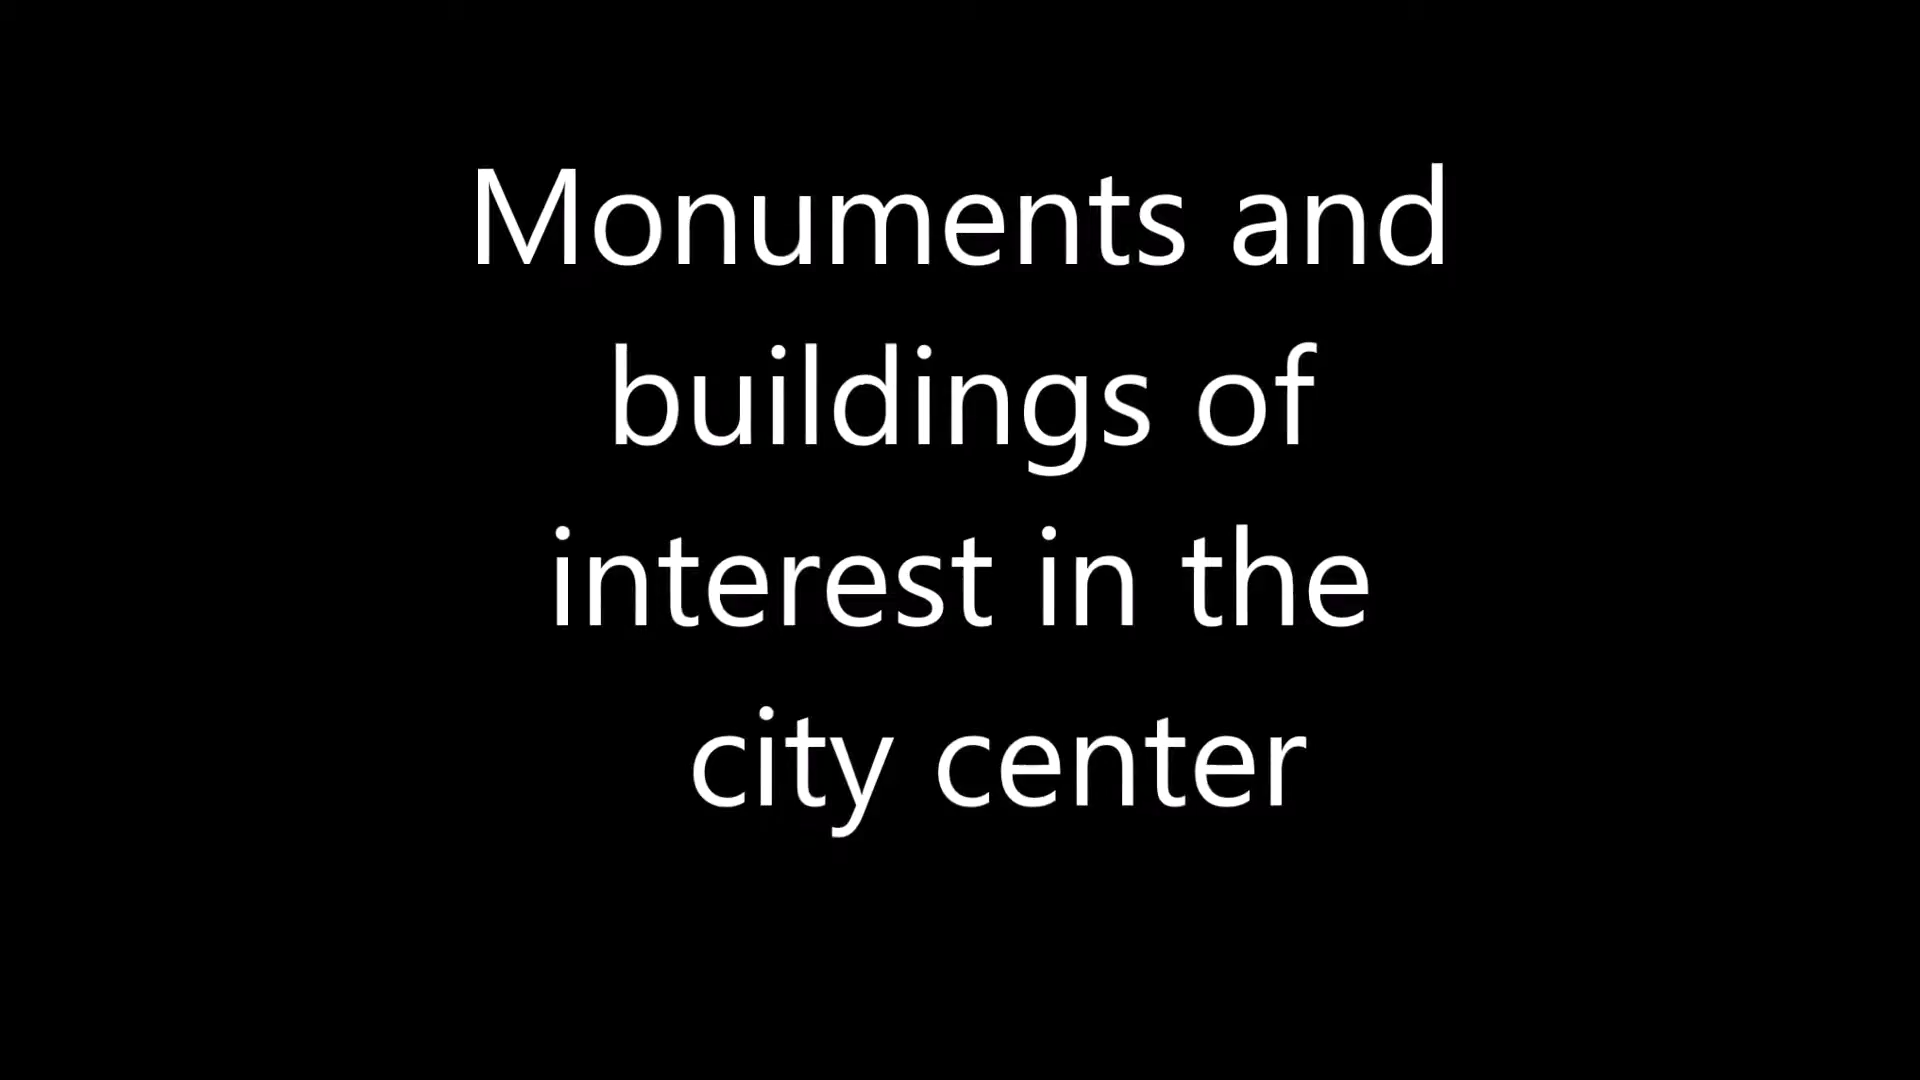 Monuments and
buildings of
interest in the
city center